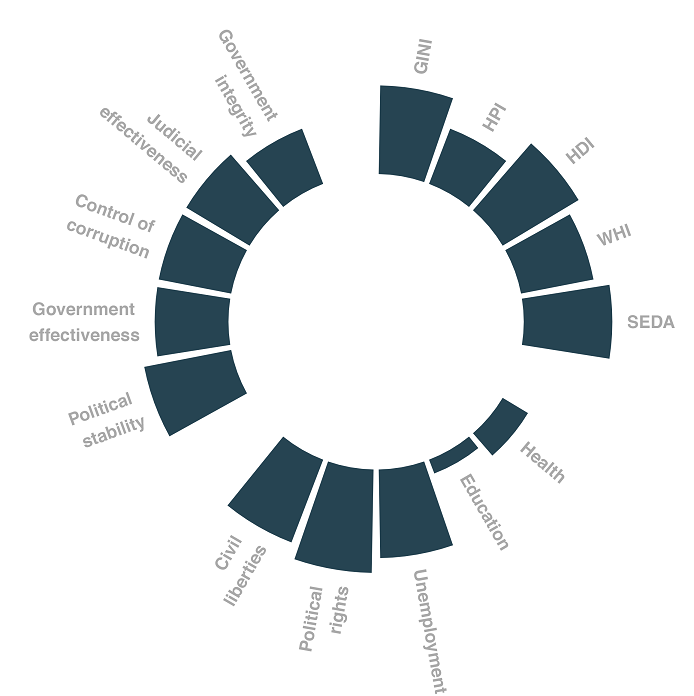 GINI
HPI
HDI
WHI
SEDA
Health
Education
Unemployment
Political
rights
Civil
liberties
Political
stability
Government
effectiveness
Control of
corruption
Judicial
effectiveness
Government
integrity